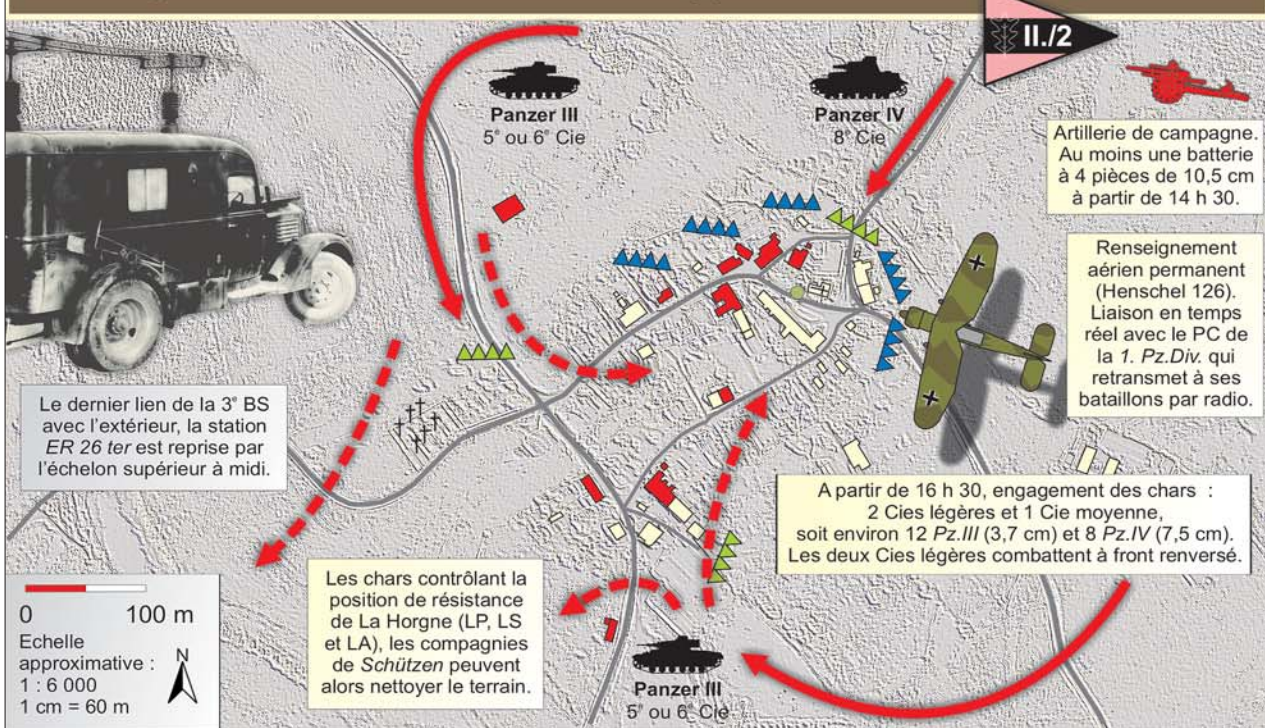 II./2
Panzer III
5° ou 6° Cie
Panzer IV
8° Cie
Artillerie de campagne.
Au moins une batterie
à 4 pièces de 10,5 cm
à partir de 14 h 30.
Renseignement
aérien permanent
(Henschel 126).
Liaison en temps
réel avec le PC de
la 1. Pz.Div. qui
retransmet à ses
bataillons par radio.
Le dernier lien de la 3° BS
avec l'extérieur, la station
ER 26 ter est reprise par
l'échelon supérieur à midi.
A partir de 16 h 30, engagement des chars :
2 Cies légères et 1 Cie moyenne,
soit environ 12 Pz.III (3,7 cm) et 8 Pz.IV (7,5 cm).
Les deux Cies légères combattent à front renversé.
Les chars contrôlant la
position de résistance
de La Horgne (LP, LS
et LA), les compagnies
de Schützen peuvent
alors nettoyer le terrain.
0 100 m
Echelle
approximative :
1 : 6 000
1 cm = 60 m
N
Panzer III
5° ou 6° Cie